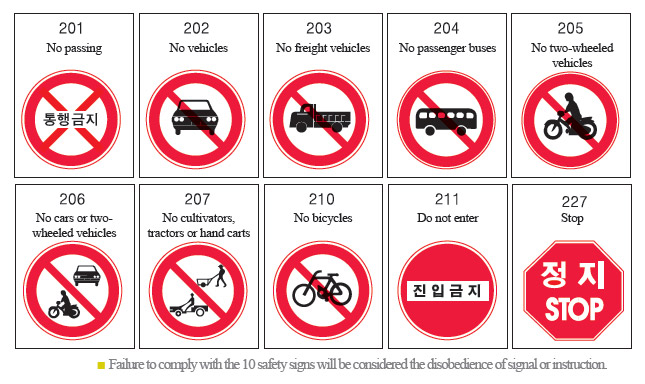 201
No passing
통행금지
202
No vehicles
203
No freight vehicles
204
No passenger buses
205
No two-wheeled
vehicles
206
No cars or two-
wheeled vehicles
207
No cultivators,
tractors or hand carts
210
No bicycles
211
Do not enter
진입금지
227
Stop
정지
STOP
Failure to comply with the 10 safety signs will be considered the disobedience of signal or instruction.